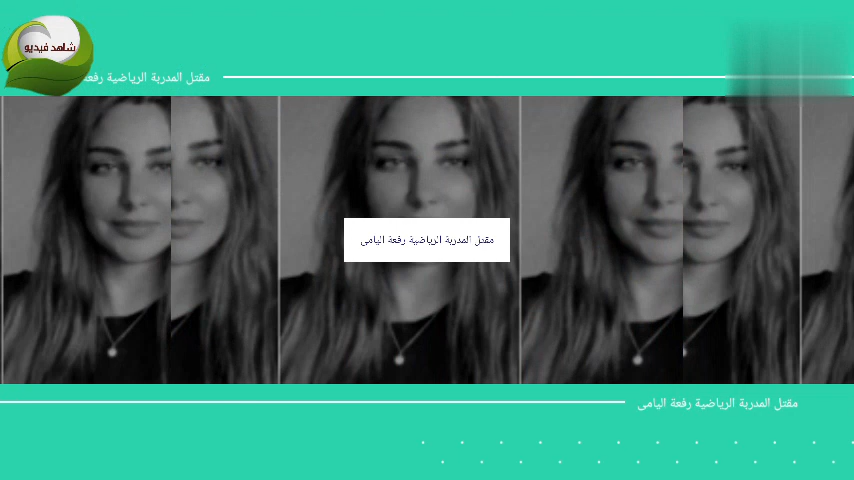 شاهد فيديو
مقتل المدربة الرياضية رفعة
مقتل المدربة الرياضية رفعة اليامى
مقتل المدربة الرياضية رفعة اليامى